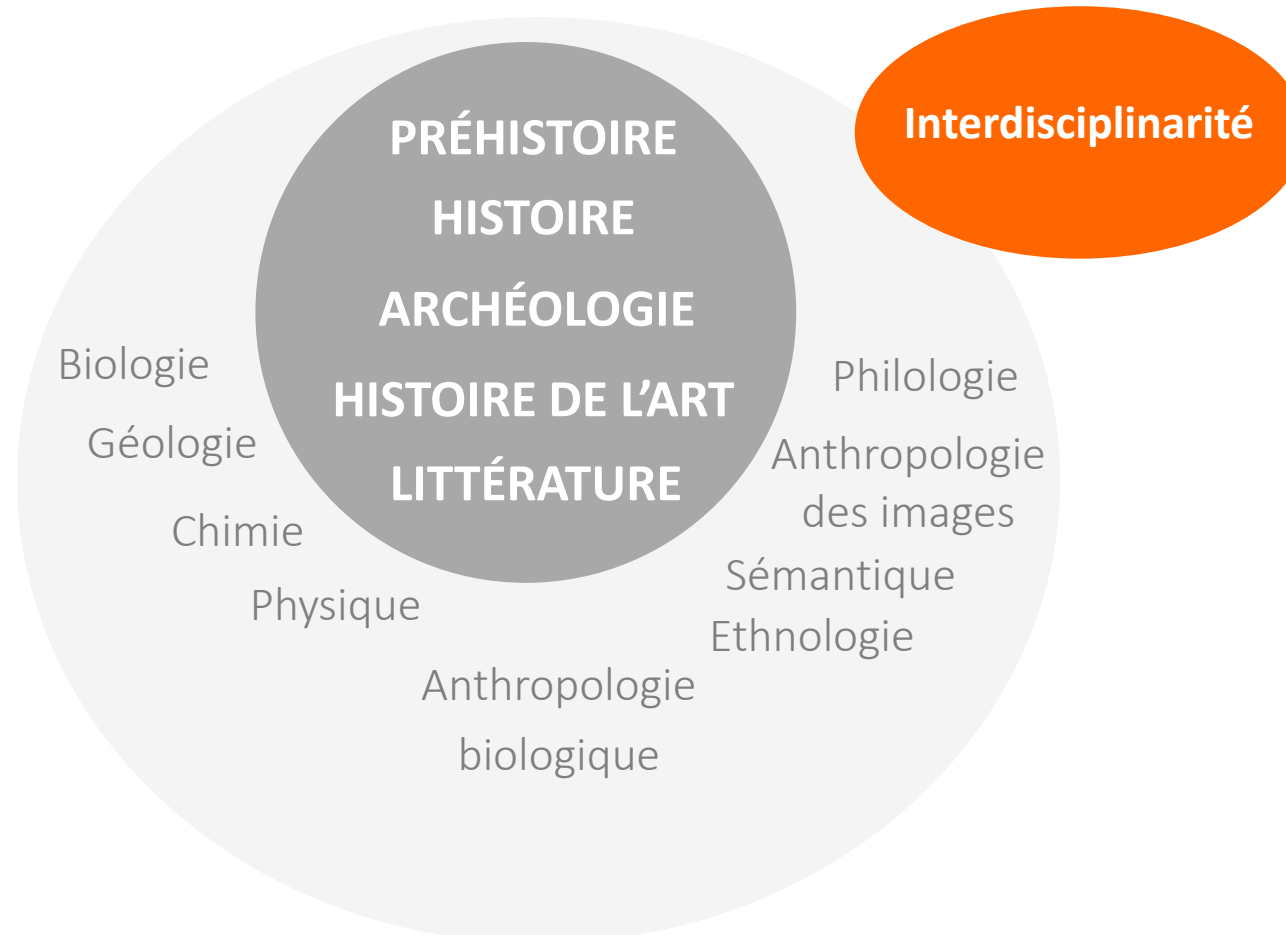 Interdisciplinarité
PRÉHISTOIRE
HISTOIRE
ARCHÉOLOGIE
HISTOIRE DE L’ART
LITTÉRATURE
Biologie
Géologie
Chimie
Physique
Anthropologie
biologique
Philologie
Anthropologie
des images
Sémantique
Ethnologie